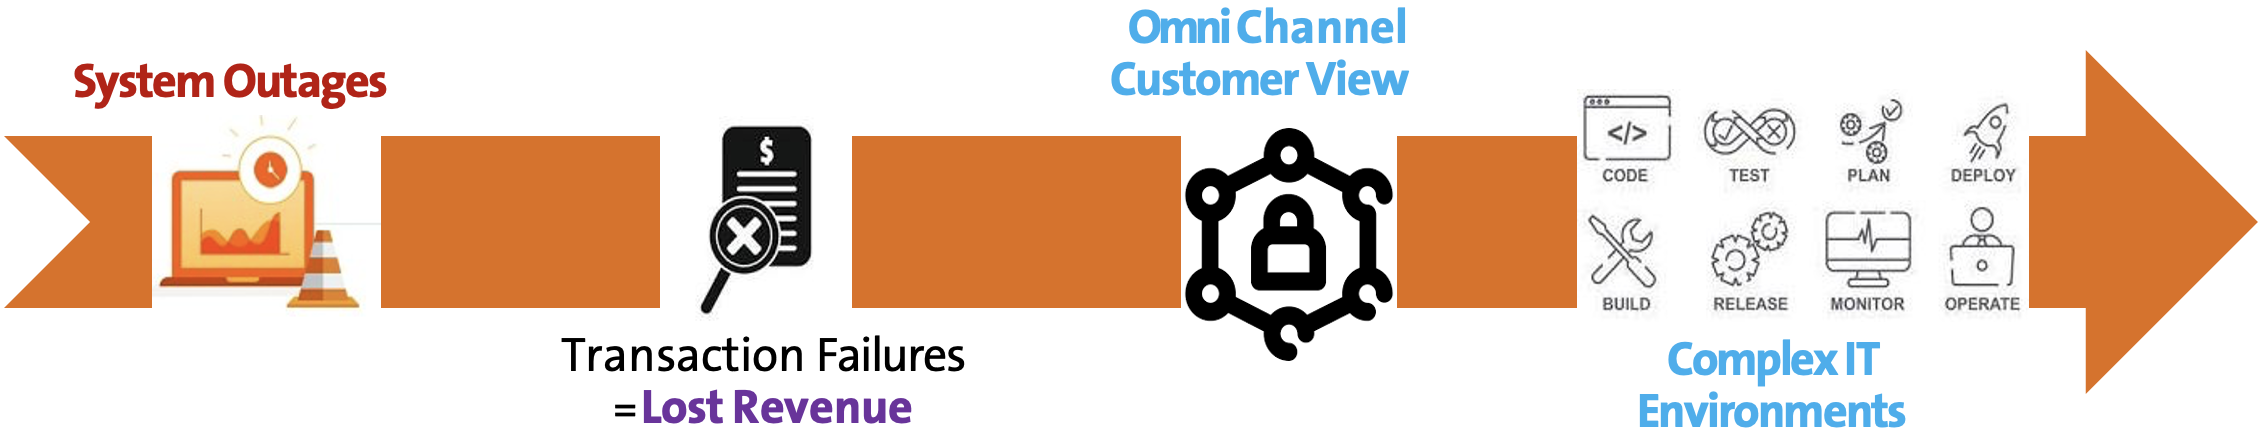 System Outages
Transaction Failures
=Lost Revenue
Omni Channel
Customer View
$
</>
CODE
TEST
PLAN
DEPLOY
BUILD
RELEASE
MONITOR
OPERATE
Complex IT
Environments